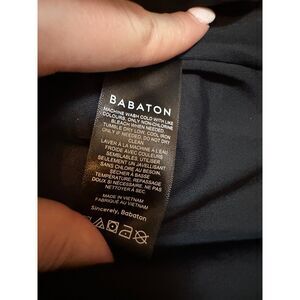 BABATON
MACHINE WASH COLD WITH LIKE
COLOURS. ONLY NON-CHLORINE
BLEACH WHEN NEEDED.
TUMBLE DRY LOW. COOL IRON
ONLY IF NEEDED. DO NOT DRY
CLEAN.
LAVER À LA MACHINE À L'EAU
FROIDE AVEC COULEURS
SEMBLABLES. UTILISER
SEULEMENT JAVELLISANT
SANS CHLORE AU BESOIN.
SÉCHER À BASSE
TEMPÉRATURE. REPASSAGE
DOUX SI NÉCESSAIRE. NE PAS
NETTOYER À SEC.
MADE IN VIETNAM
FABRIQUÉ AU VIETNAM
Sincerely, Babaton